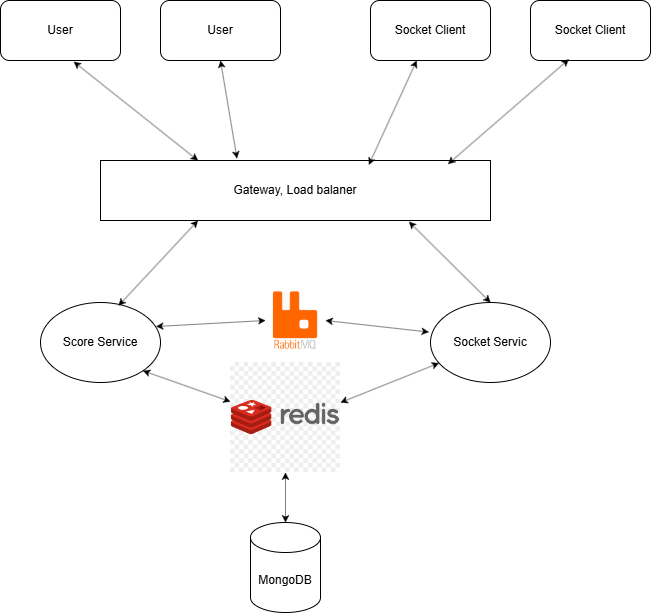 User
User
Socket Client
Socket Client
Gateway, Load balaner
RabbitMQ
Score Service
Socket Servic
redis
MongoDB